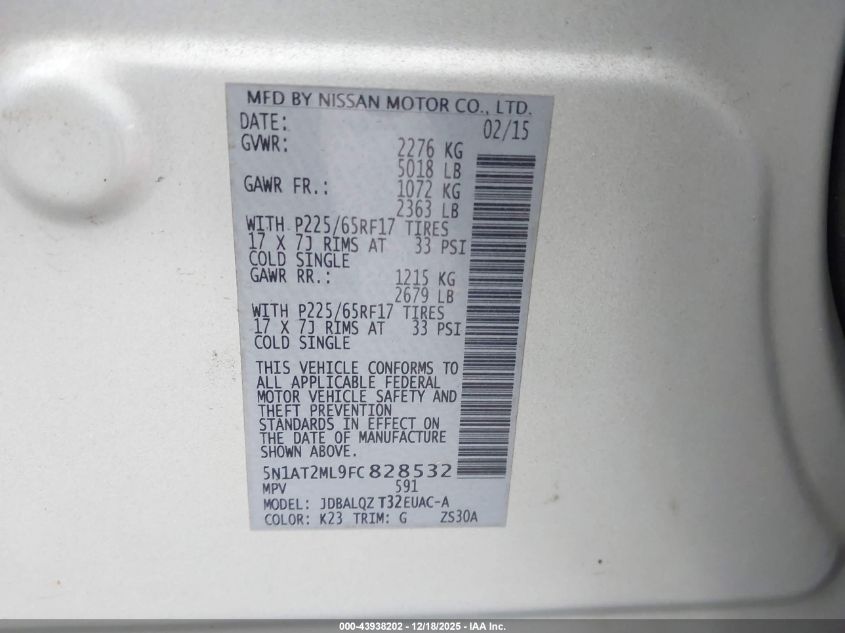 MFD BY NISSAN MOTOR CO., LTD.
DATE: 02/15
GVWR: 2276 KG
5018 LB
GAWR FR.: 1072 KG
2363 LB
WITH P225/65RF17 TIRES
17 X 7J RIMS AT 33 PSI
COLD SINGLE
GAWR RR.: 1215 KG
2679 LB
WITH P225/65RF17 TIRES
17 X 7J RIMS AT 33 PSI
COLD SINGLE
THIS VEHICLE CONFORMS TO
ALL APPLICABLE FEDERAL
MOTOR VEHICLE SAFETY AND
THEFT PREVENTION
STANDARDS IN EFFECT ON
THE DATE OF MANUFACTURE
SHOWN ABOVE.
5N1AT2ML9FC828532
MPV 591
MODEL: JDBALQZ T32EUAC-A
COLOR: K23 TRIM: G ZS30A
000-43938202 - 12/18/2025 - IAA Inc.